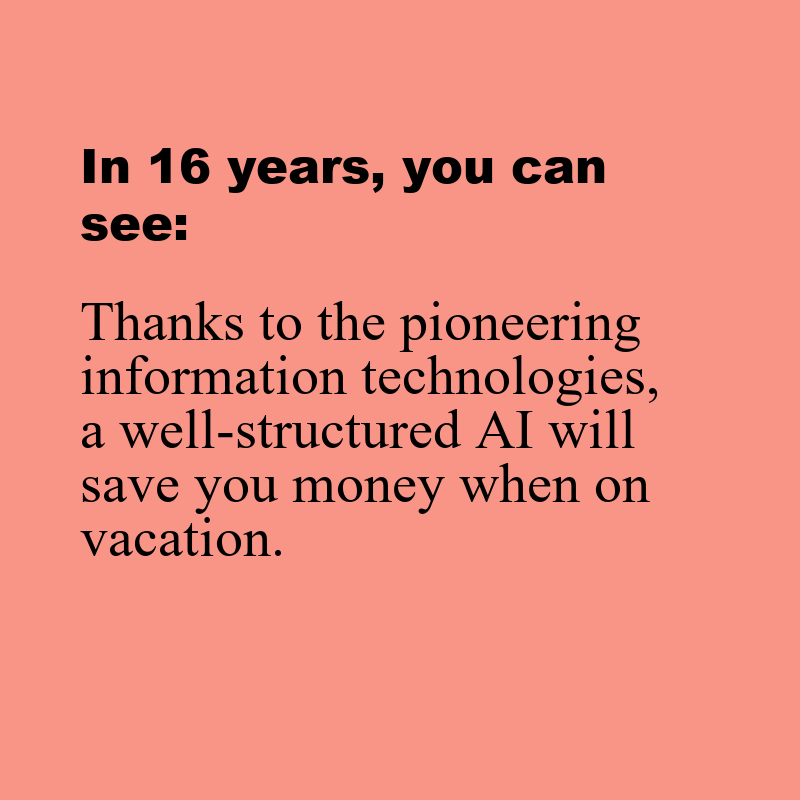 In 16 years, you can
see:
Thanks to the pioneering
information technologies,
a well-structured AI will
save you money when on
vacation.